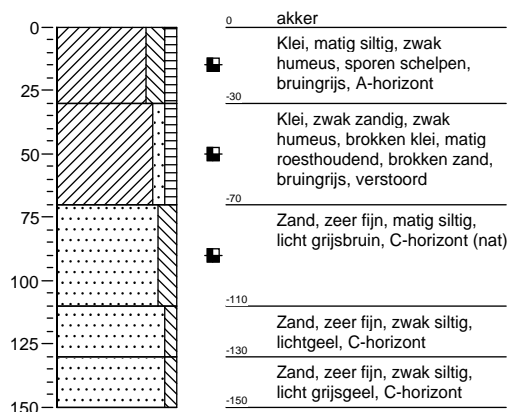 0
25
50
75
100
125
150
0 akker
Klei, matig siltig, zwak
humeus, sporen schelpen,
bruingrijs, A-horizont
-30
Klei, zwak zandig, zwak
humeus, brokken klei, matig
roesthoudend, brokken zand,
bruingrijs, verstoord
-70
Zand, zeer fijn, matig siltig,
licht grijsbruin, C-horizont (nat)
-110
Zand, zeer fijn, zwak siltig,
lichtgeel, C-horizont
-130
Zand, zeer fijn, zwak siltig,
licht grijsgeel, C-horizont
-150